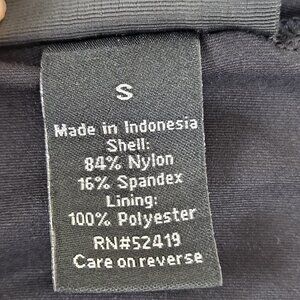 S
Made in Indonesia
Shell:
84% Nylon
16% Spandex
Lining:
100% Polyester
RN#52419
Care on reverse